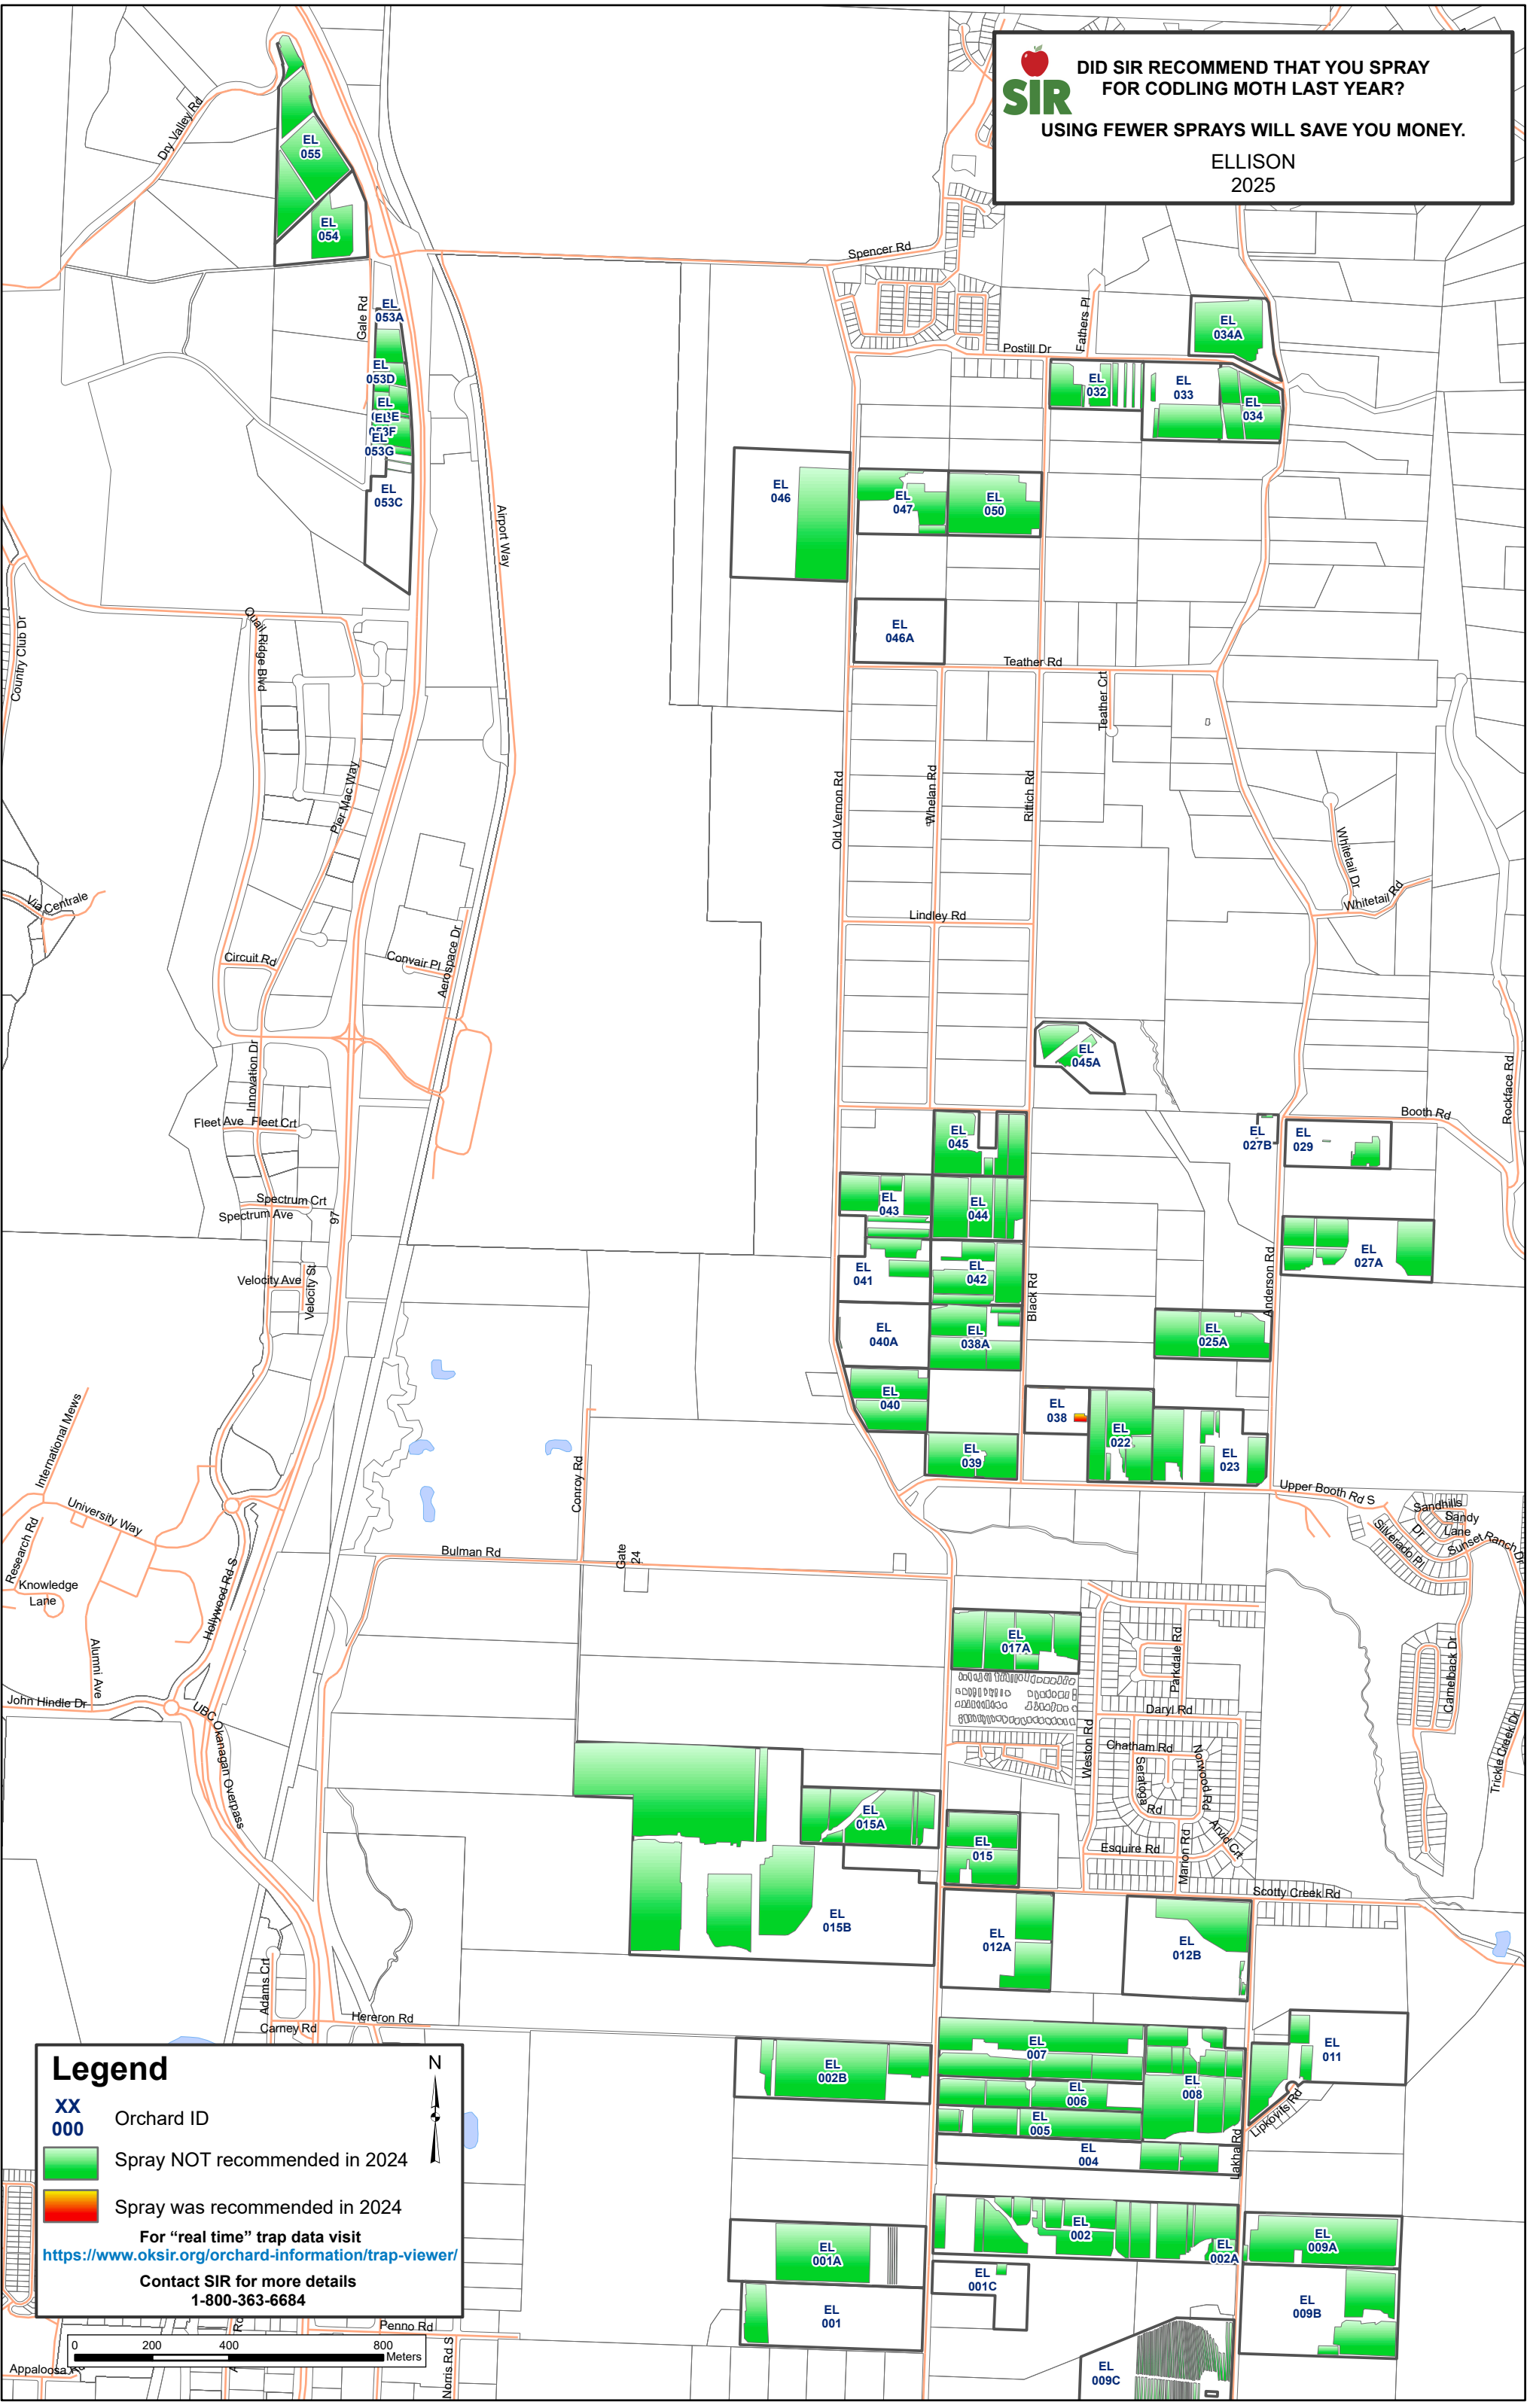 SIR
DID SIR RECOMMEND THAT YOU SPRAY
FOR CODLING MOTH LAST YEAR?
USING FEWER SPRAYS WILL SAVE YOU MONEY.
ELLISON
2025
Dry Valley Rd
EL
055
EL
054
Spencer Rd
Gale Rd
EL
053A
EL
053D
EL
EL
053F
EL
053G
EL
053C
Airport Way
Fathers Pl
Postill Dr
EL
034A
EL
032
EL
033
EL
034
EL
046
EL
047
EL
050
EL
046A
Country Club Dr
Quail Ridge Blvd
Teather Rd
Teather Crt
Pier Mac Way
Old Vernon Rd
Whelan Rd
Rittich Rd
Whitetail Dr
Whitetail Rd
Via Centrale
Lindley Rd
Circuit Rd
Convair Pl
Aerospace Dr
EL
045A
Innovation Dr
Fleet Ave
Fleet Crt
Rockface Rd
Booth Rd
EL
045
EL
027B
EL
029
Spectrum Crt
Spectrum Ave
97
EL
043
EL
044
EL
041
EL
042
EL
027A
Velocity Ave
Velocity St
Black Rd
Anderson Rd
EL
040A
EL
038A
EL
025A
EL
040
EL
038
EL
022
EL
023
EL
039
International Mews
University Way
Research Rd
Knowledge
Lane
Conroy Rd
Upper Booth Rd S
Sandhills
Dr
Sandy
Lane
Silverado Pl
Sunset Ranch Dr
Bulman Rd
Gate
24
Hollywood Rd S
Alumni Ave
John Hindle Dr
UBC Okanagan Overpass
EL
017A
Parkdale Rd
Camelback Dr
Daryl Rd
Weston Rd
Chatham Rd
Seratoga
Rd
Norwood Rd
Trickle Creek Dr
EL
015A
EL
015
Esquire Rd
Marion Rd
Arvid Crt
Scotty Creek Rd
EL
015B
EL
012A
EL
012B
Adams Crt
Carney Rd
Hereron Rd
EL
007
EL
011
EL
002B
EL
008
EL
006
EL
005
Lipkovits Rd
EL
004
Lakha Rd
EL
002
EL
002A
EL
009A
EL
001A
EL
001C
EL
001
EL
009B
EL
009C
Legend
N
XX
000
Orchard ID
Spray NOT recommended in 2024
Spray was recommended in 2024
For “real time” trap data visit
https://www.oksir.org/orchard-information/trap-viewer/
Contact SIR for more details
1-800-363-6684
Penno Rd
0 200 400 800
Meters
Norris Rd S